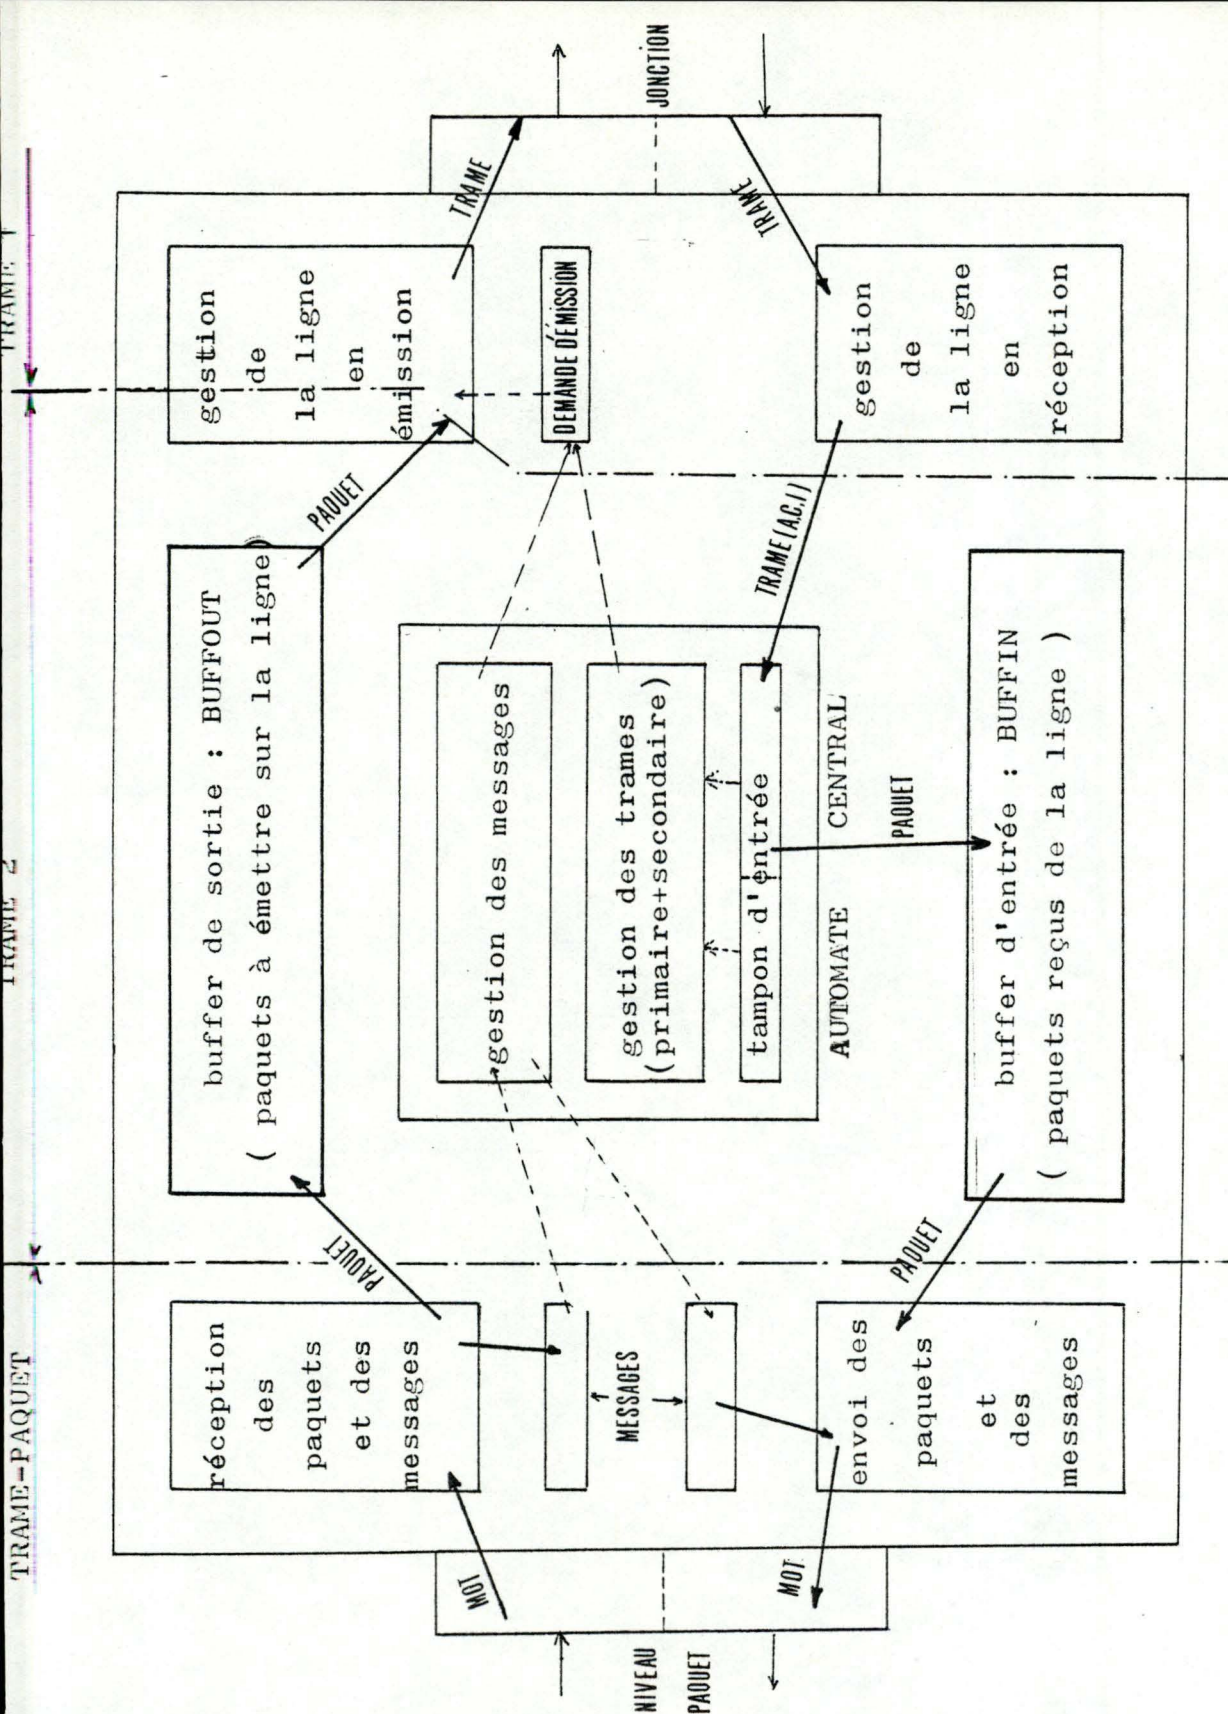 TRAME-PAQUET
TRAME 2
TRAME 1
réception
des
paquets
et des
messages
PAQUET
buffer de sortie : BUFFOUT
( paquets à émettre sur la ligne )
PAQUET
gestion
de
la ligne
en
émission
TRAME
MOT
NIVEAU
PAQUET
MESSAGES
gestion des messages
gestion des trames
(primaire+secondaire)
tampon d'entrée
AUTOMATE CENTRAL
DEMANDE D'ÉMISSION
JONCTION
TRAME
TRAME (A,C,I)
PAQUET
MOT
envoi des
paquets
et
des
messages
PAQUET
buffer d'entrée : BUFFIN
( paquets reçus de la ligne )
gestion
de
la ligne
en
réception